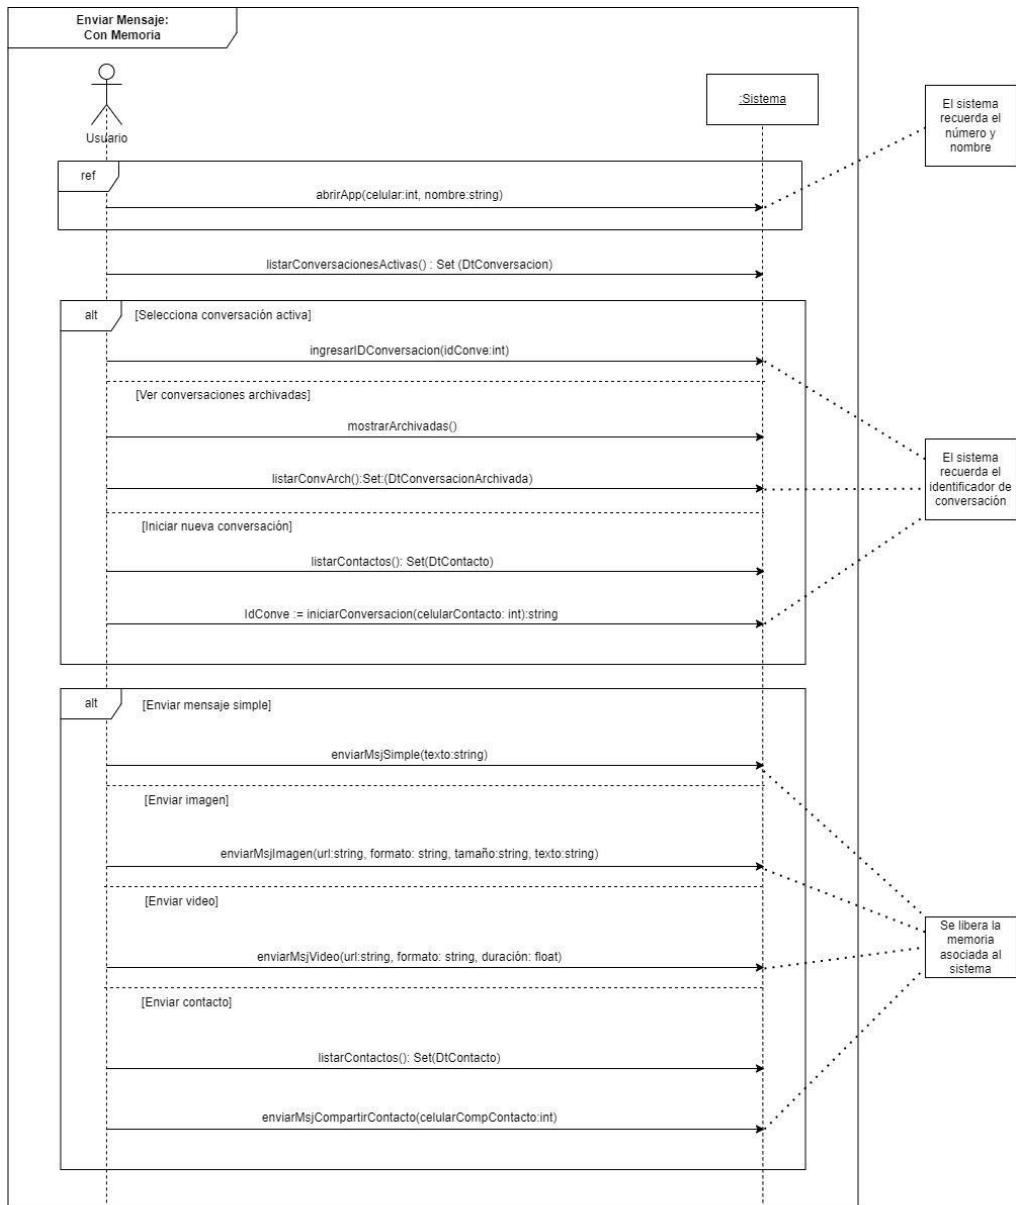 Enviar Mensaje:
Con Memoria
:Sistema
El sistema
recuerda el
número y
nombre
Usuario
ref
abrirApp(celular:int, nombre:string)
listarConversacionesActivas() : Set (DtConversacion)
alt
[Selecciona conversación activa]
ingresarIDConversacion(idConve:int)
[Ver conversaciones archivadas]
mostrarArchivadas()
El sistema
recuerda el
identificador de
conversación
listarConvArch():Set:(DtConversacionArchivada)
[Iniciar nueva conversación]
listarContactos(): Set(DtContacto)
IdConve := iniciarConversacion(celularContacto: int):string
alt
[Enviar mensaje simple]
enviarMsjSimple(texto:string)
[Enviar imagen]
enviarMsjImagen(url:string, formato: string, tamaño:string, texto:string)
[Enviar video]
Se libera la
memoria
asociada al
sistema
enviarMsjVideo(url:string, formato: string, duración: float)
[Enviar contacto]
listarContactos(): Set(DtContacto)
enviarMsjCompartirContacto(celularCompContacto:int)